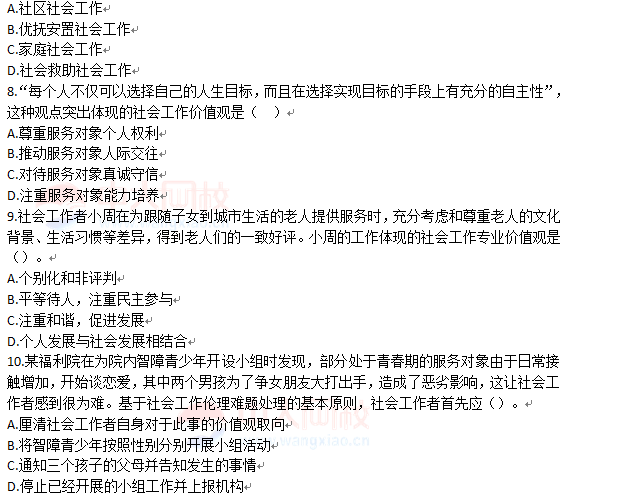 A.社区社会工作
B.优抚安置社会工作
C.家庭社会工作
D.社会救助社会工作
8.“每个人不仅可以选择自己的人生目标，而且在选择实现目标的手段上有充分的自主性”，
这种观点突出体现的社会工作价值观是（　）
A.尊重服务对象个人权利
B.推动服务对象人际交往
C.对待服务对象真诚守信
D.注重服务对象能力培养
9.社会工作者小周在为跟随子女到城市生活的老人提供服务时，充分考虑和尊重老人的文化
背景、生活习惯等差异，得到老人们的一致好评。小周的工作体现的社会工作专业价值观是
（）。
A.个别化和非评判
B.平等待人，注重民主参与
C.注重和谐，促进发展
D.个人发展与社会发展相结合
10.某福利院在为院内智障青少年开设小组时发现，部分处于青春期的服务对象由于日常接
触增加，开始谈恋爱，其中两个男孩为了争女朋友大打出手，造成了恶劣影响，这让社会工
作者感到很为难。基于社会工作伦理难题处理的基本原则，社会工作者首先应（）。
A.厘清社会工作者自身对于此事的价值观取向
B.将智障青少年按照性别分别开展小组活动
C.通知三个孩子的父母并告知发生的事情
D.停止已经开展的小组工作并上报机构